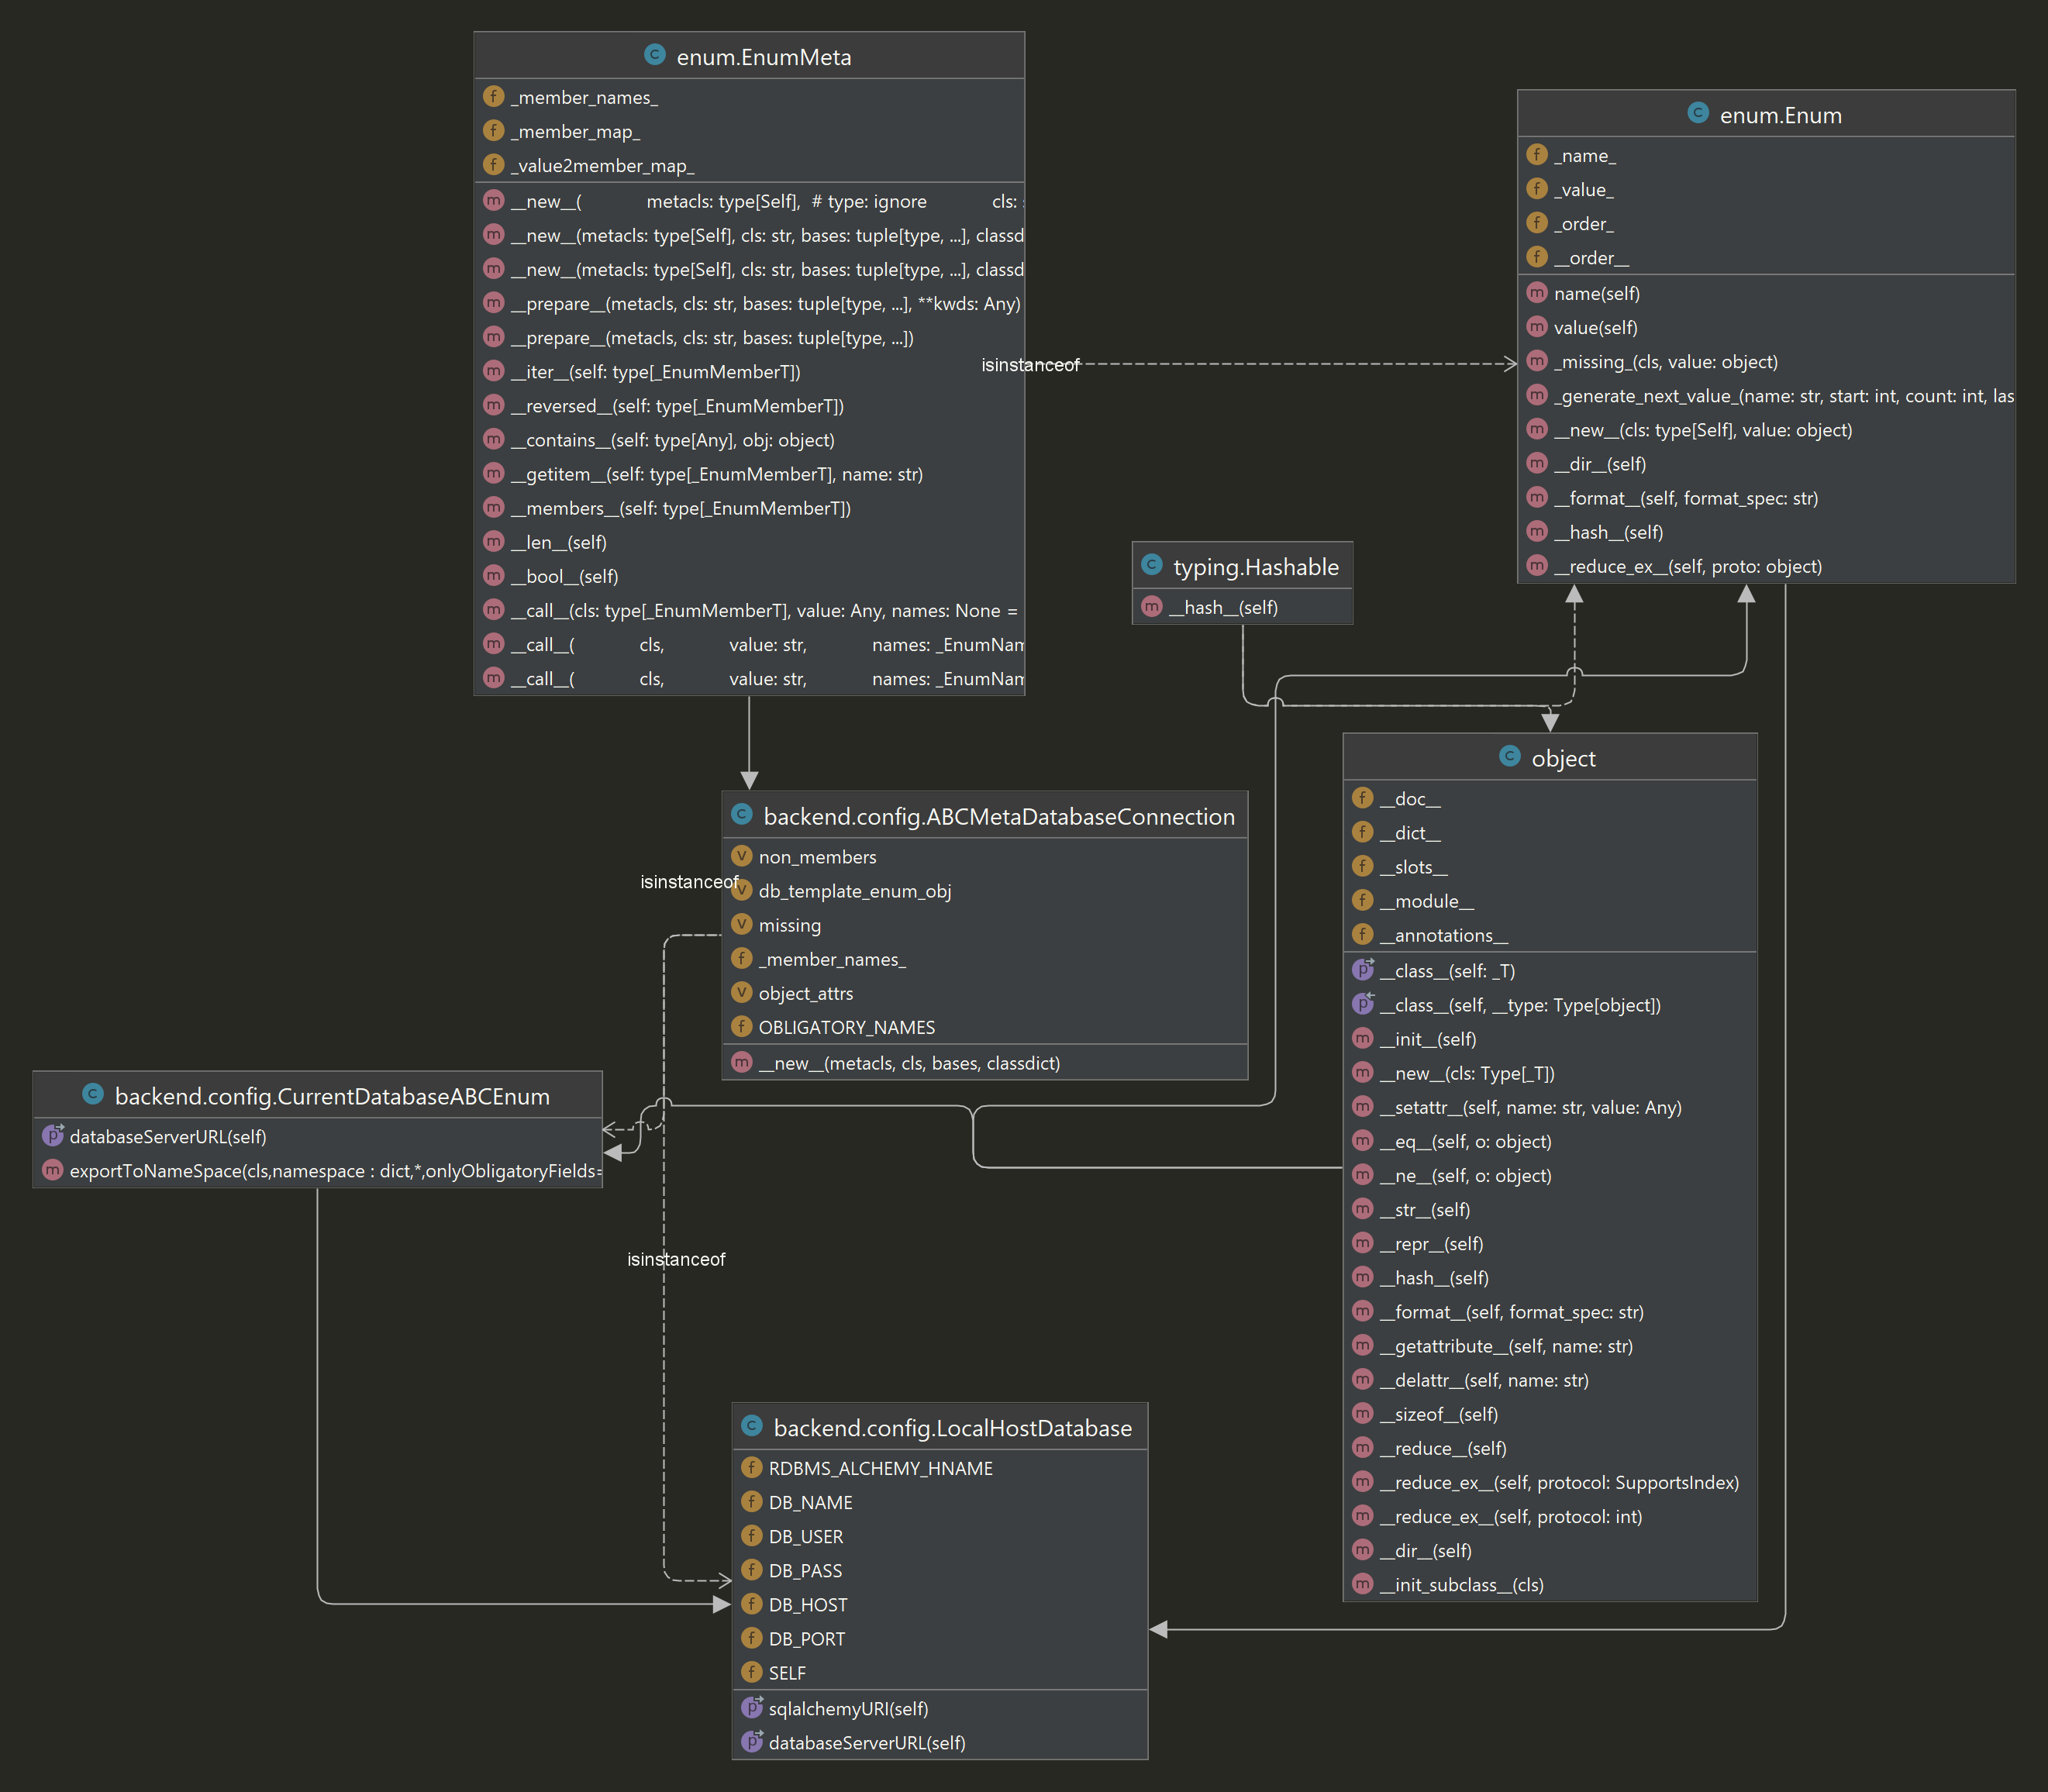 enum.EnumMeta
_member_names_
_member_map_
_value2member_map_
__new__( metacls: type[Self], # type: ignore cls: s
__new__(metacls: type[Self], cls: str, bases: tuple[type, ...], classd
__new__(metacls: type[Self], cls: str, bases: tuple[type, ...], classd
__prepare__(metacls, cls: str, bases: tuple[type, ...], **kwds: Any)
__prepare__(metacls, cls: str, bases: tuple[type, ...])
__iter__(self: type[_EnumMemberT])
__reversed__(self: type[_EnumMemberT])
__contains__(self: type[Any], obj: object)
__getitem__(self: type[_EnumMemberT], name: str)
__members__(self: type[_EnumMemberT])
__len__(self)
__bool__(self)
__call__(cls: type[_EnumMemberT], value: Any, names: None =
__call__( cls, value: str, names: _EnumNam
__call__( cls, value: str, names: _EnumNam
isinstanceof
enum.Enum
_name_
_value_
_order_
__order__
name(self)
value(self)
_missing_(cls, value: object)
_generate_next_value_(name: str, start: int, count: int, las
__new__(cls: type[Self], value: object)
__dir__(self)
__format__(self, format_spec: str)
__hash__(self)
__reduce_ex__(self, proto: object)
typing.Hashable
__hash__(self)
object
__doc__
__dict__
__slots__
__module__
__annotations__
__class__(self: _T)
__class__(self, __type: Type[object])
__init__(self)
__new__(cls: Type[_T])
__setattr__(self, name: str, value: Any)
__eq__(self, o: object)
__ne__(self, o: object)
__str__(self)
__repr__(self)
__hash__(self)
__format__(self, format_spec: str)
__getattribute__(self, name: str)
__delattr__(self, name: str)
__sizeof__(self)
__reduce__(self)
__reduce_ex__(self, protocol: SupportsIndex)
__reduce_ex__(self, protocol: int)
__dir__(self)
__init_subclass__(cls)
backend.config.ABCMetaDatabaseConnection
non_members
db_template_enum_obj
missing
_member_names_
object_attrs
OBLIGATORY_NAMES
__new__(metacls, cls, bases, classdict)
isinstanceof
backend.config.CurrentDatabaseABCEnum
databaseServerURL(self)
exportToNameSpace(cls,namespace : dict,*,onlyObligatoryFields=
isinstanceof
backend.config.LocalHostDatabase
RDBMS_ALCHEMY_HNAME
DB_NAME
DB_USER
DB_PASS
DB_HOST
DB_PORT
SELF
sqlalchemyURI(self)
databaseServerURL(self)